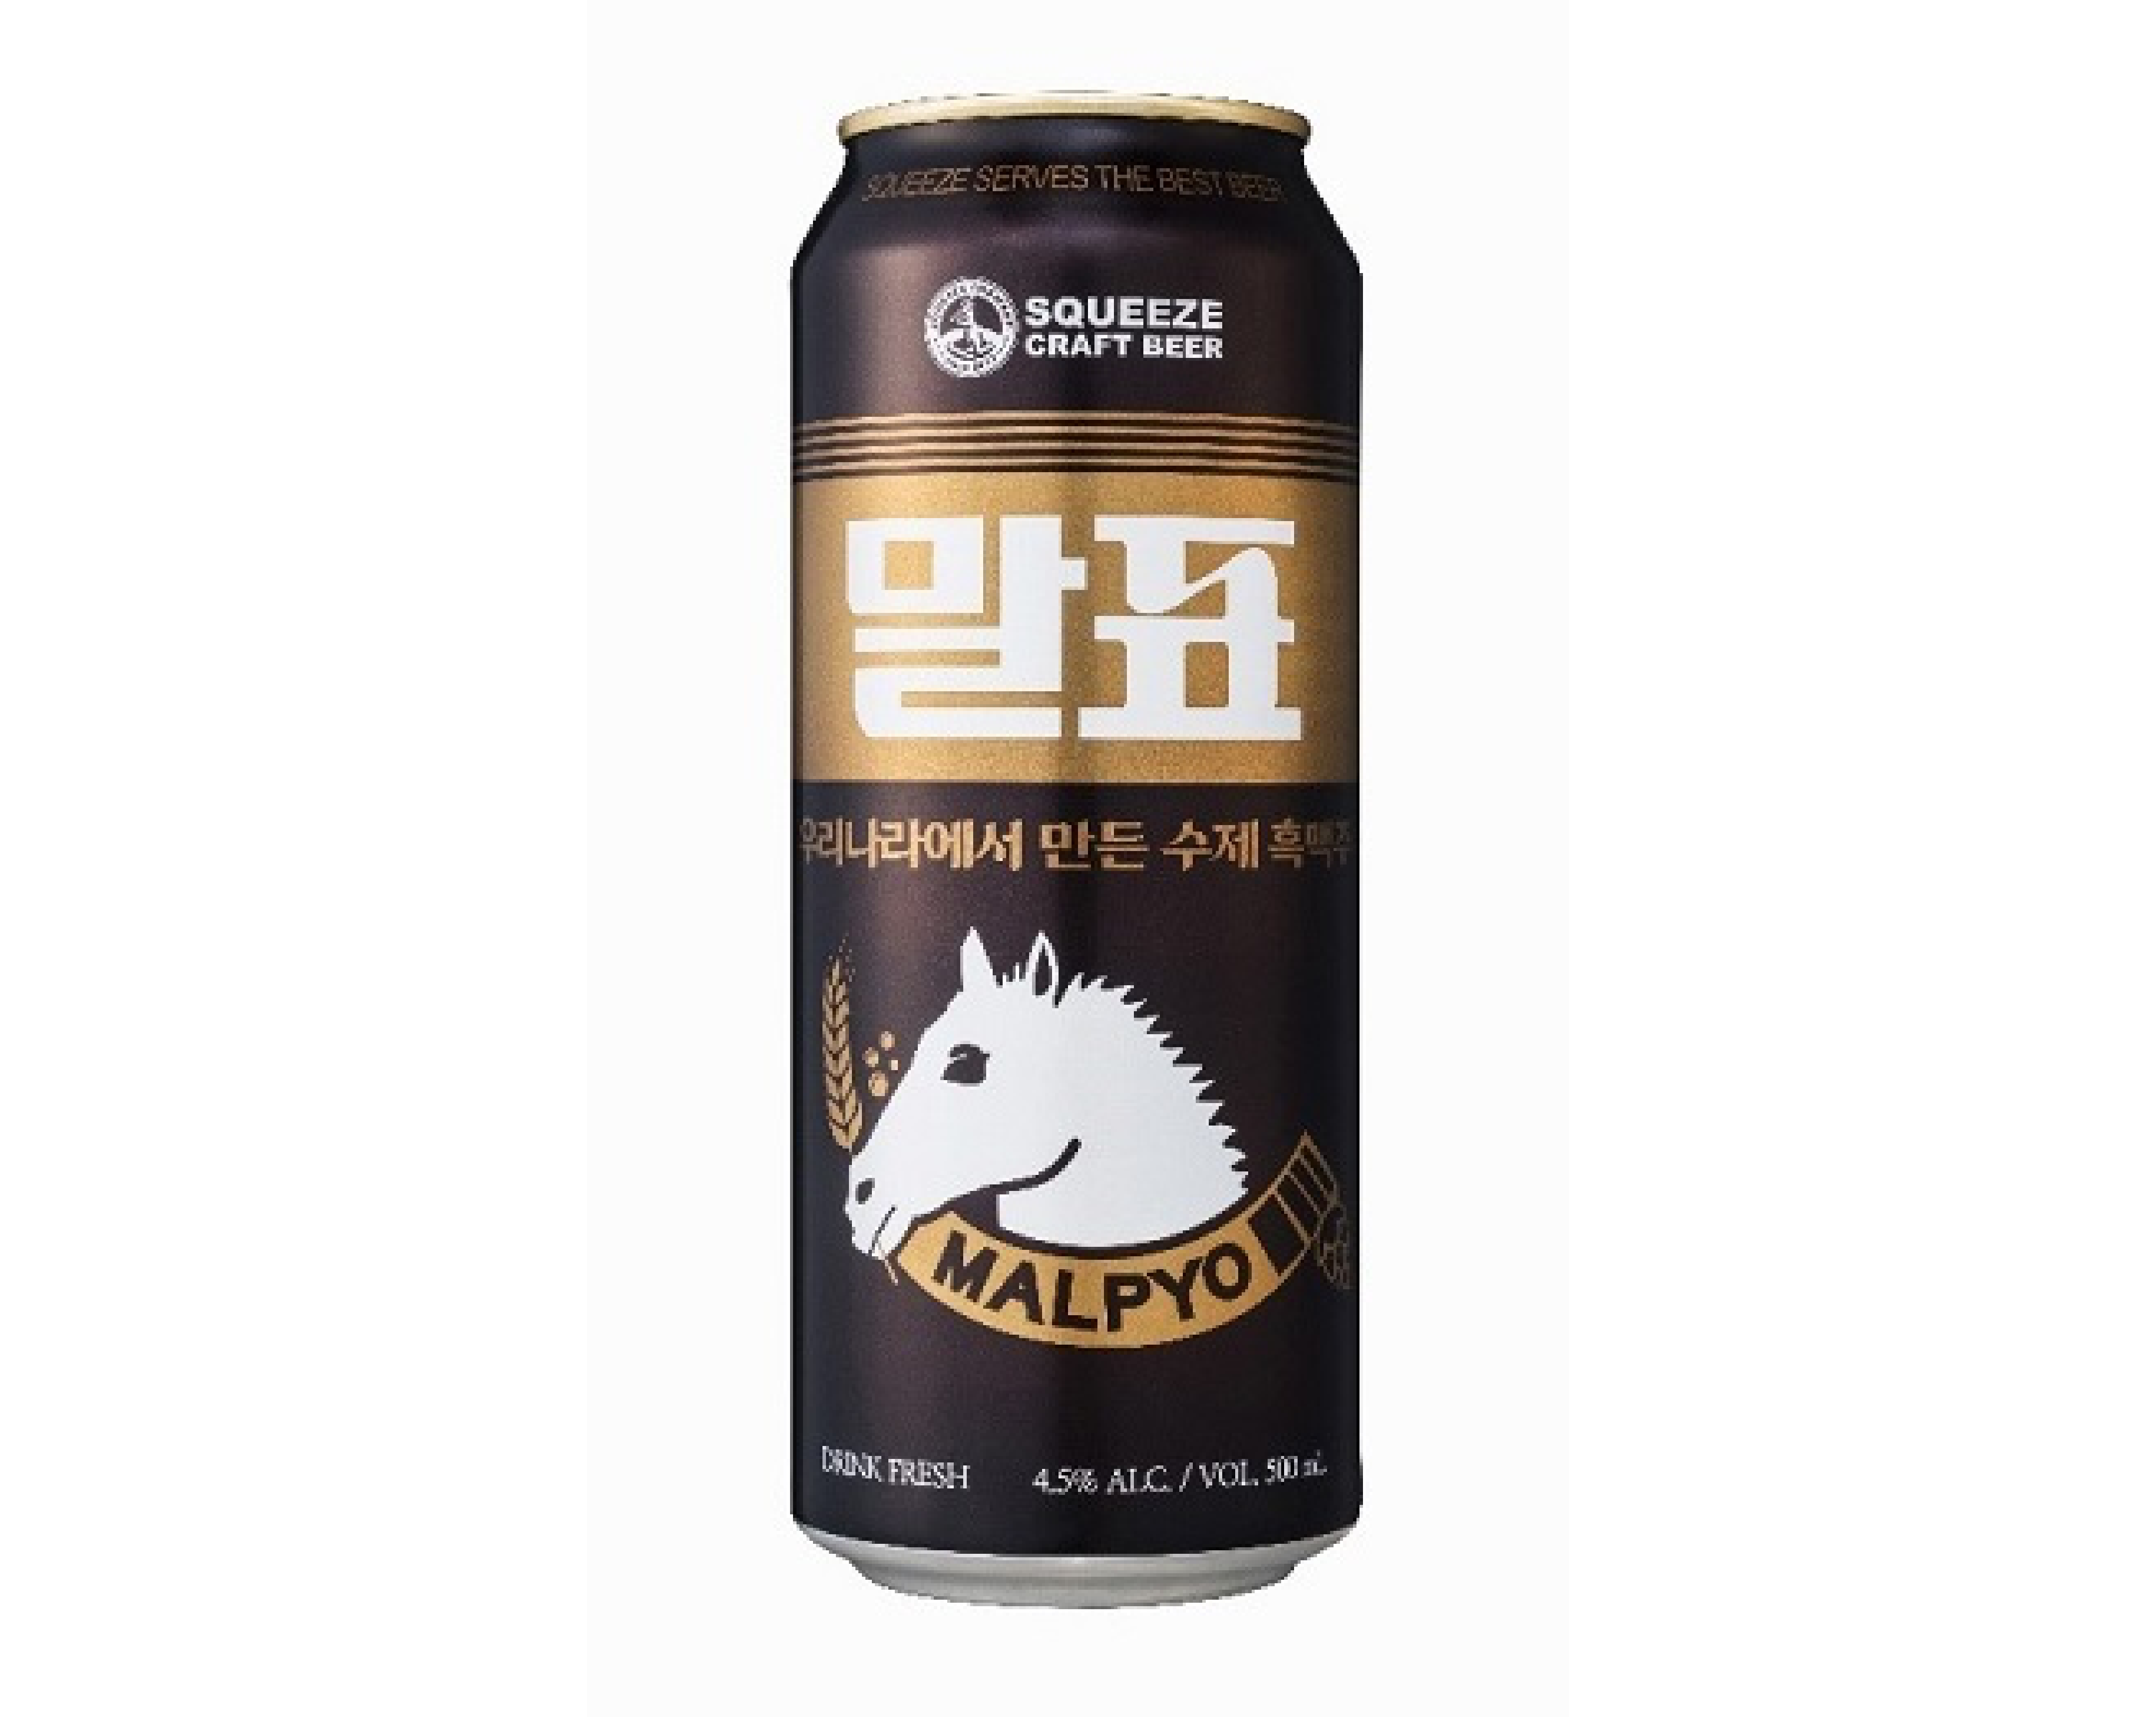 SQUEEZE SERVES THE BEST BEER
SQUEEZE
CRAFT BEER
말표
우리나라에서 만든 수제 흑맥주
MALPYO
DRINK FRESH 4.5% ALC. / VOL. 500 mL